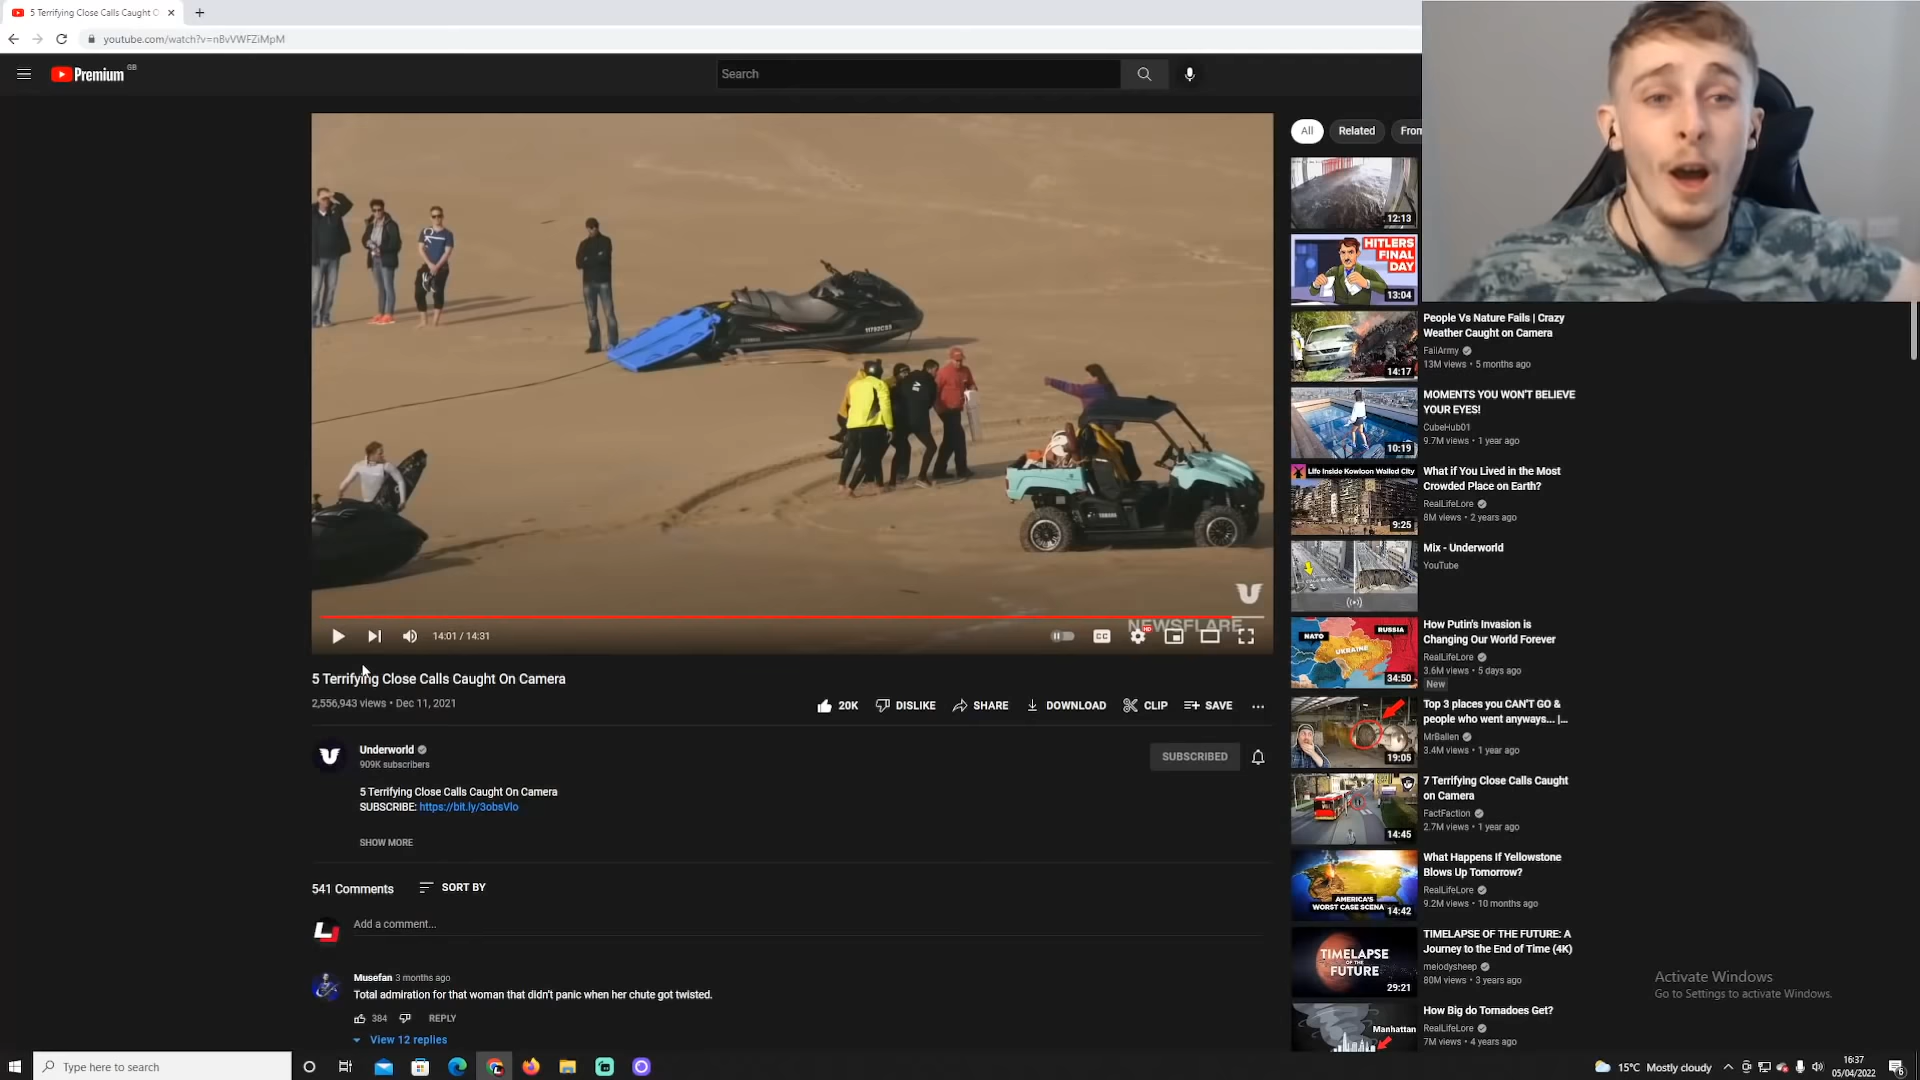 5 Terrifying Close Calls Caught O
youtube.com/watch?v=nBvVWFZiMpM
Premium GB
Search
All
Related
From
12:13
HITLERS
FINAL
DAY
13:04
People Vs Nature Fails | Crazy
Weather Caught on Camera
FailArmy
13M views • 5 months ago
14:17
MOMENTS YOU WON'T BELIEVE
YOUR EYES!
CubeHub01
9.7M views • 1 year ago
10:19
Life Inside Kowloon Walled City
What if You Lived in the Most
Crowded Place on Earth?
RealLifeLore
8M views • 2 years ago
9:25
Mix - Underworld
YouTube
NATO
RUSSIA
UKRAINE
How Putin's Invasion is
Changing Our World Forever
RealLifeLore
3.6M views • 5 days ago
New
34:50
Top 3 places you CAN'T GO &
people who went anyways... |...
MrBallen
3.4M views • 1 year ago
19:05
7 Terrifying Close Calls Caught
on Camera
FactFaction
2.7M views • 1 year ago
14:45
What Happens If Yellowstone
Blows Up Tomorrow?
RealLifeLore
9.2M views • 10 months ago
AMERICA'S
WORST CASE SCENA
14:42
TIMELAPSE OF THE FUTURE: A
Journey to the End of Time (4K)
melodysheep
80M views • 3 years ago
TIMELAPSE
OF THE
FUTURE
29:21
How Big do Tornadoes Get?
RealLifeLore
7M views • 4 years ago
Manhattan
YAMAHA
NEWSFLARE
14:01 / 14:31
CC
HD
5 Terrifying Close Calls Caught On Camera
2,556,943 views • Dec 11, 2021
20K
DISLIKE
SHARE
DOWNLOAD
CLIP
SAVE
Underworld
909K subscribers
SUBSCRIBED
5 Terrifying Close Calls Caught On Camera
SUBSCRIBE: https://bit.ly/3obsVlo
SHOW MORE
541 Comments
SORT BY
Add a comment...
Musefan 3 months ago
Total admiration for that woman that didn't panic when her chute got twisted.
384
REPLY
View 12 replies
Activate Windows
Go to Settings to activate Windows.
Type here to search
15°C Mostly cloudy
16:37
05/04/2022
6